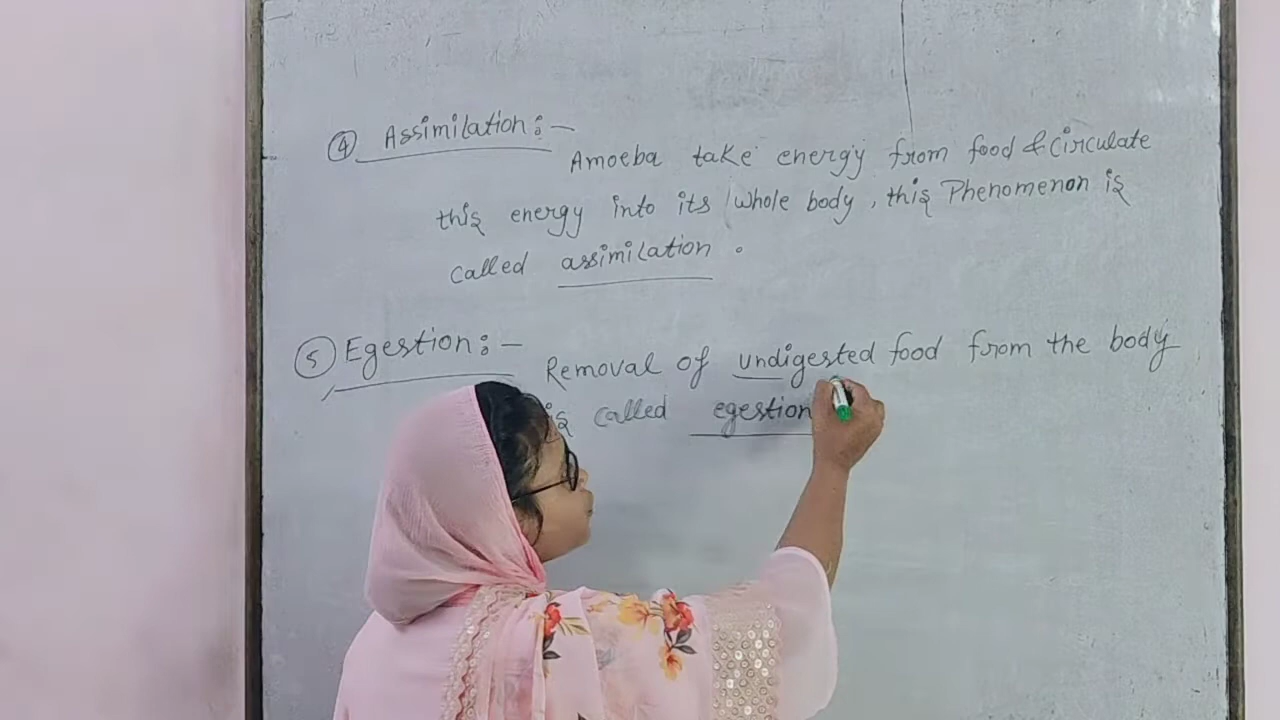 ④ Assimilation:-
Amoeba take energy from food & circulate
this energy into its whole body, this Phenomenon is
called assimilation.
⑤ Egestion:-
Removal of undigested food from the body
is called egestion